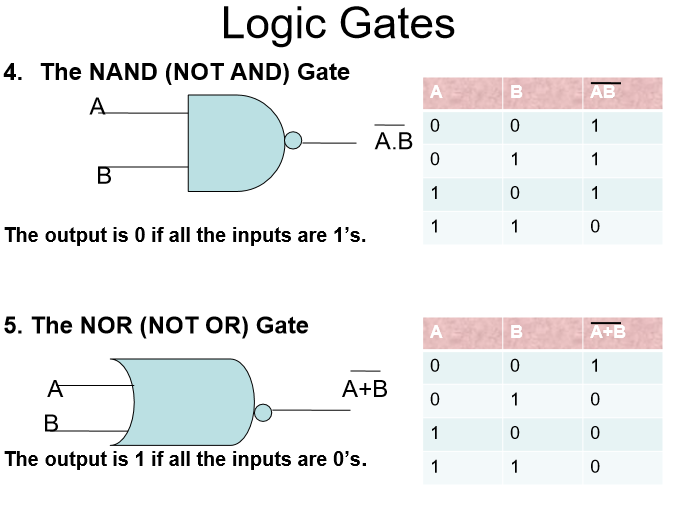 Logic Gates
4. The NAND (NOT AND) Gate
A
B
A̅.̅B̅
The output is 0 if all the inputs are 1’s.
A B A̅B̅
0 0 1
0 1 1
1 0 1
1 1 0
5. The NOR (NOT OR) Gate
A
B
A̅+̅B̅
The output is 1 if all the inputs are 0’s.
A B A̅+̅B̅
0 0 1
0 1 0
1 0 0
1 1 0